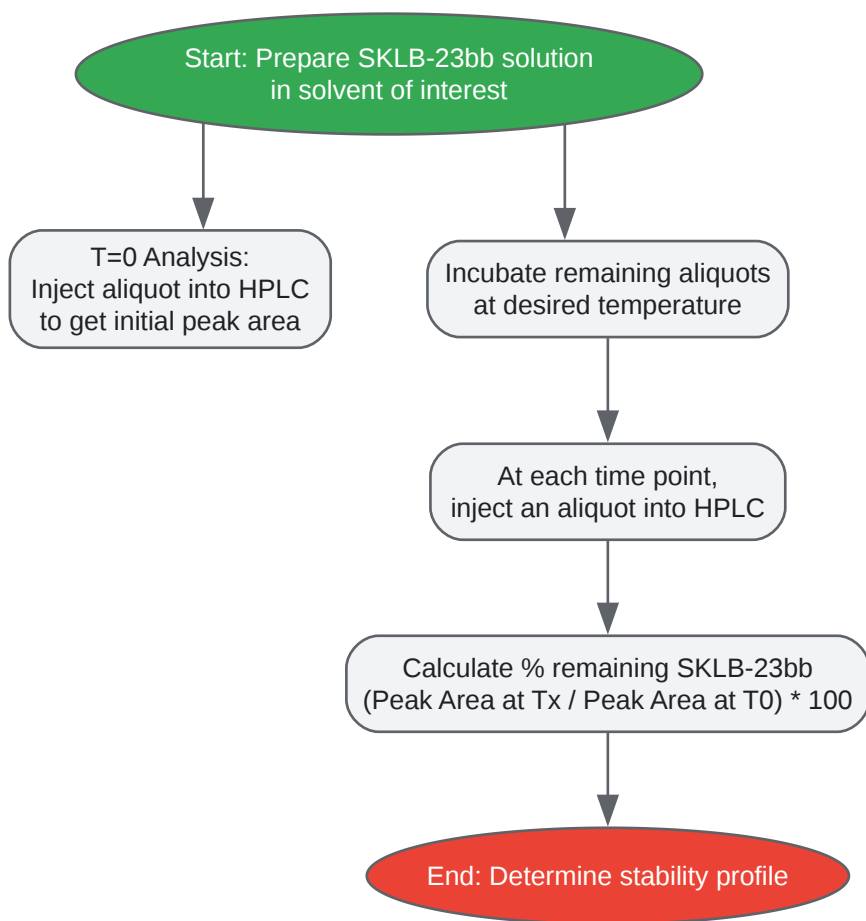 Start: Prepare SKLB-23bb solution
in solvent of interest
T=0 Analysis:
Inject aliquot into HPLC
to get initial peak area
Incubate remaining aliquots
at desired temperature
At each time point,
inject an aliquot into HPLC
Calculate % remaining SKLB-23bb
(Peak Area at Tx / Peak Area at T0) * 100
End: Determine stability profile